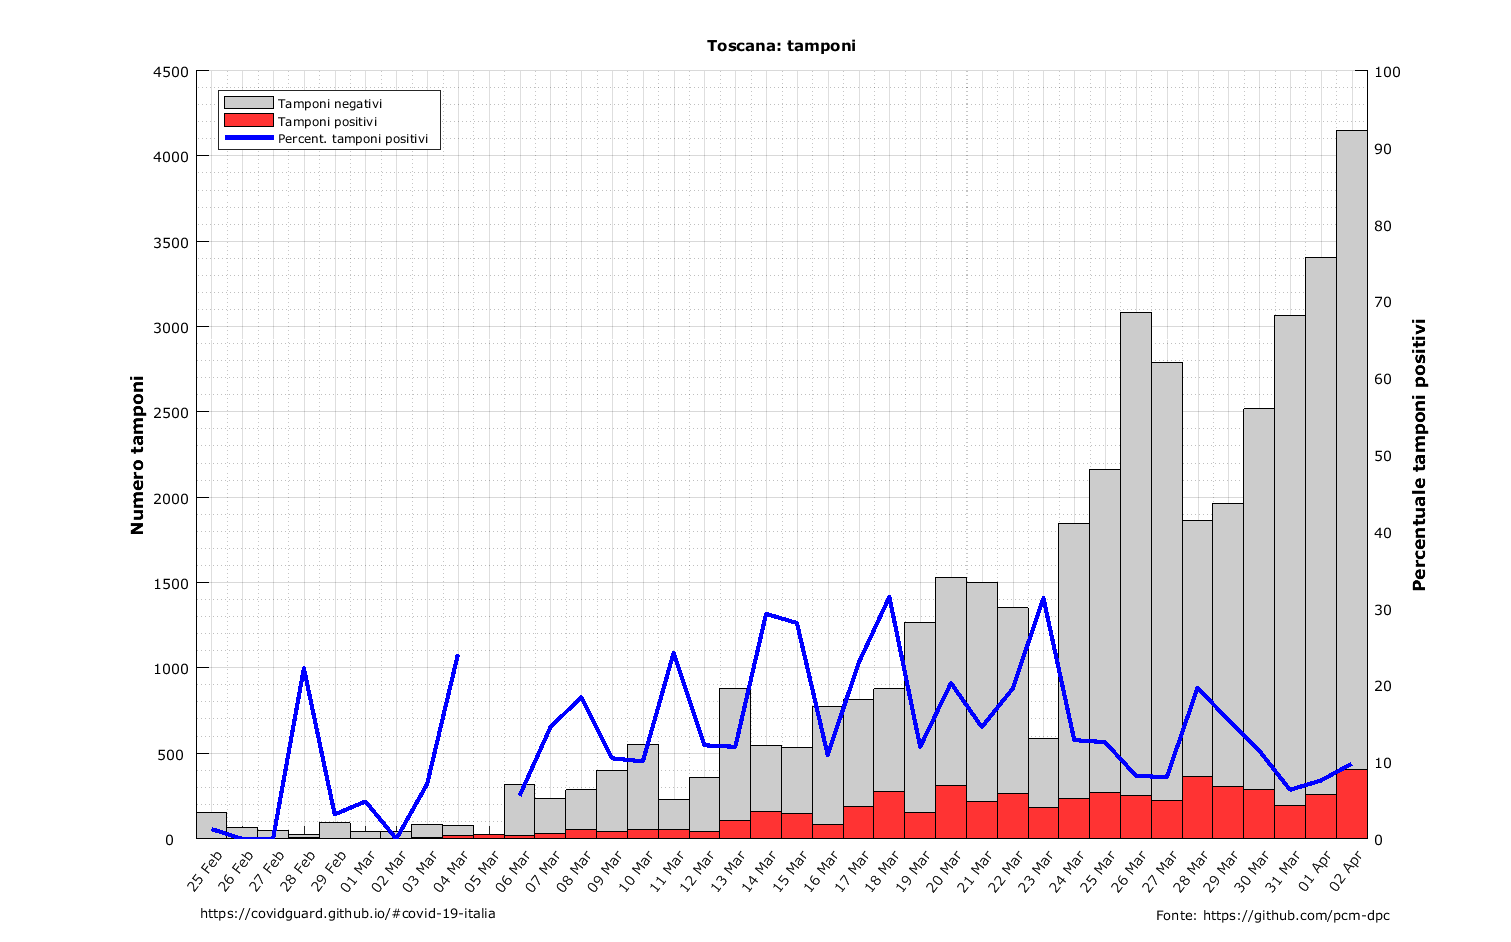 Toscana: tamponi
4500
4000
3500
3000
2500
2000
1500
1000
500
0
Numero tamponi
Tamponi negativi
Tamponi positivi
Percent. tamponi positivi
100
90
80
70
60
50
40
30
20
10
0
Percentuale tamponi positivi
25 Feb
26 Feb
27 Feb
28 Feb
29 Feb
01 Mar
02 Mar
03 Mar
04 Mar
05 Mar
06 Mar
07 Mar
08 Mar
09 Mar
10 Mar
11 Mar
12 Mar
13 Mar
14 Mar
15 Mar
16 Mar
17 Mar
18 Mar
19 Mar
20 Mar
21 Mar
22 Mar
23 Mar
24 Mar
25 Mar
26 Mar
27 Mar
28 Mar
29 Mar
30 Mar
31 Mar
01 Apr
02 Apr
https://covidguard.github.io/#covid-19-italia
Fonte: https://github.com/pcm-dpc